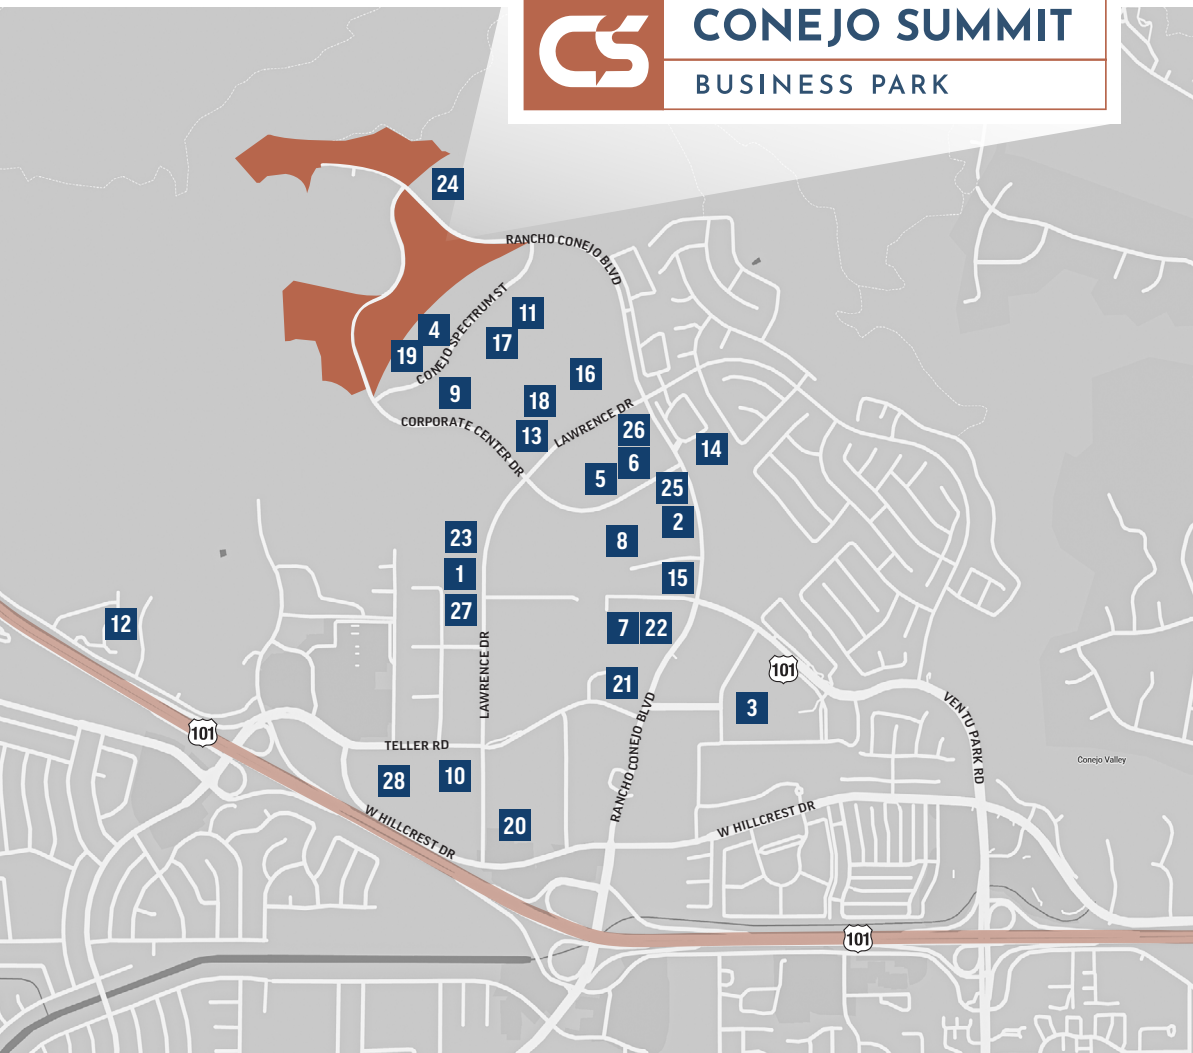 CS
CONEJO SUMMIT
BUSINESS PARK
24
RANCHO CONEJO BLVD
CONEJO SPECTRUM ST
11
4
17
19
16
9
18
CORPORATE CENTER DR
LAWRENCE DR
13
26
14
6
5
25
2
23
8
1
15
27
12
7
22
LAWRENCE DR
101
21
RANCHO CONEJO BLVD
3
VENTU PARK RD
101
TELLER RD
Conejo Valley
28
10
W HILLCREST DR
20
W HILLCREST DR
101